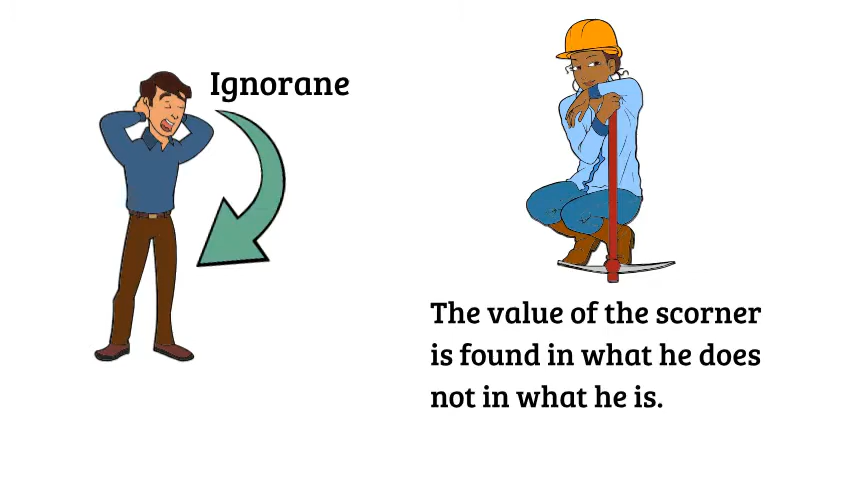 Ignorane
The value of the scorner
is found in what he does
not in what he is.